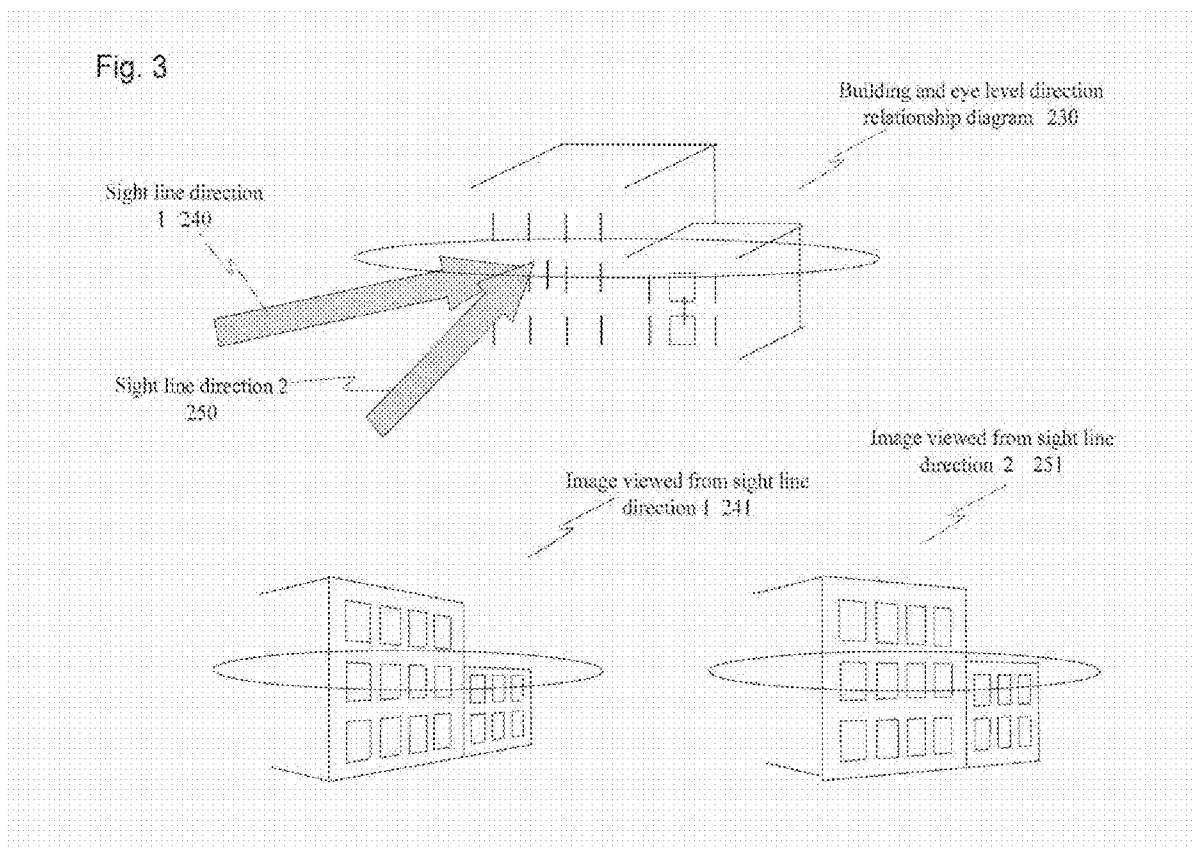 Fig. 3
Building and eye level direction
relationship diagram 230
Sight line direction
1 240
Sight line direction 2
250
Image viewed from sight line
direction 2 251
Image viewed from sight line
direction 1 241